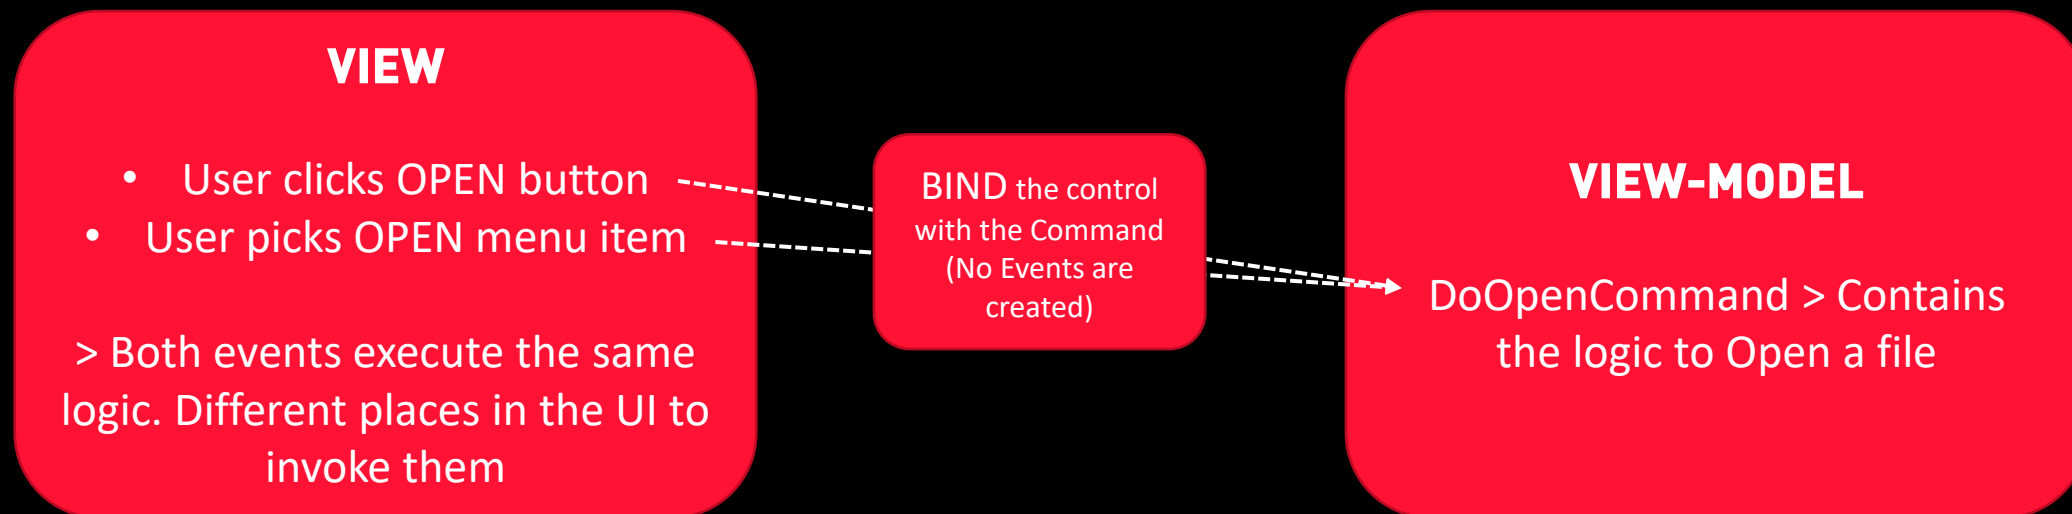 VIEW
• User clicks OPEN button
• User picks OPEN menu item
> Both events execute the same
logic. Different places in the UI to
invoke them
BIND the control
with the Command
(No Events are
created)
VIEW-MODEL
DoOpenCommand > Contains
the logic to Open a file